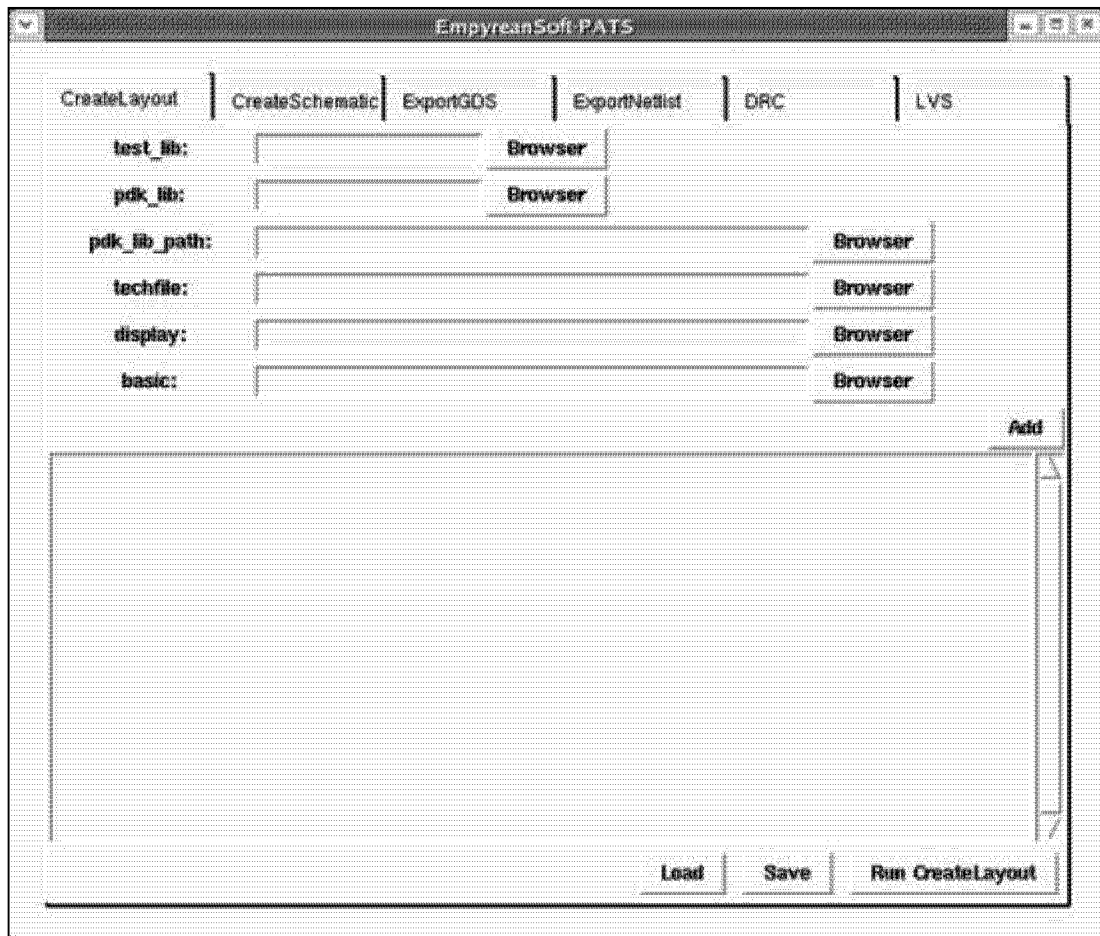 EmpyreanSoft-PATS
CreateLayout CreateSchematic ExportGDS ExportNetlist DRC LVS
test_lib: Browser
pdk_lib: Browser
pdk_lib_path: Browser
techfile: Browser
display: Browser
basic: Browser
Add
Load Save Run CreateLayout